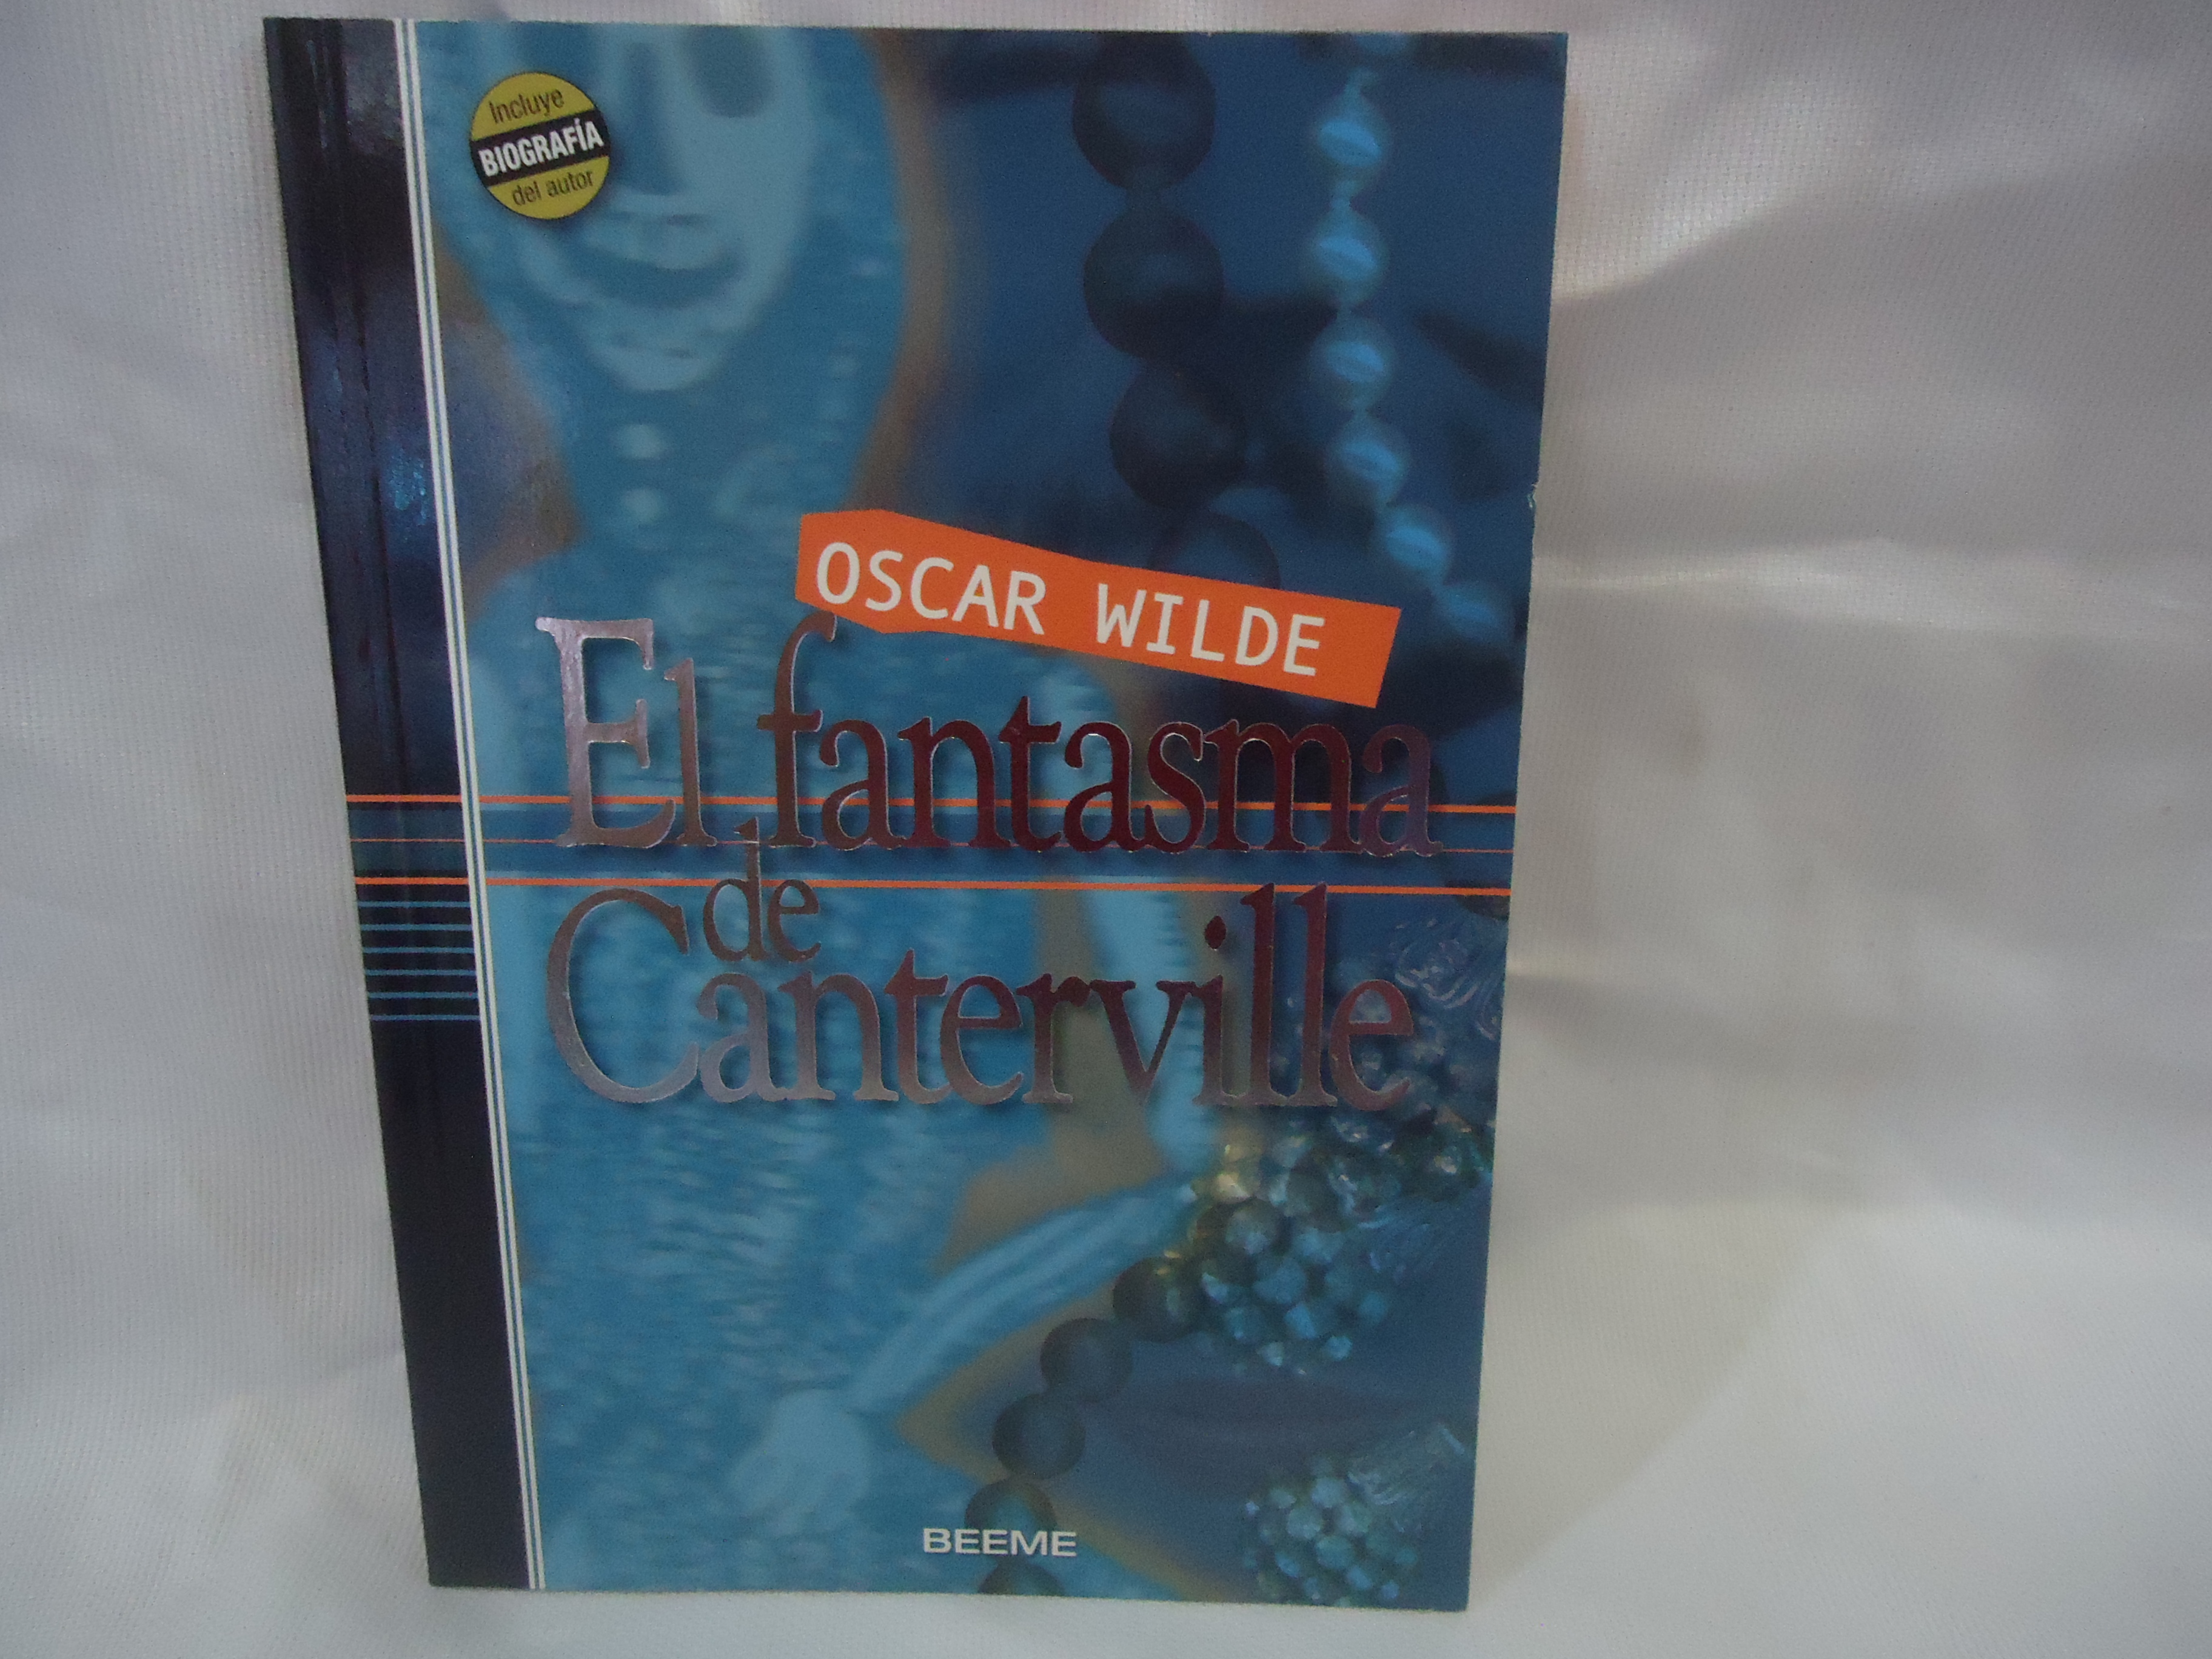 Incluye
BIOGRAFÍA
del autor
OSCAR WILDE
El fantasma
de
Canterville
BEEME